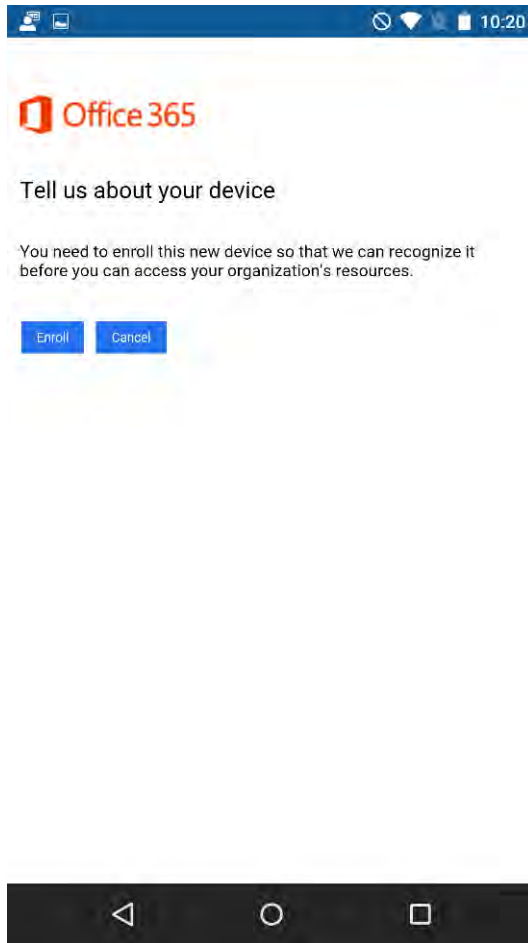 10:20
Office 365
Tell us about your device
You need to enroll this new device so that we can recognize it
before you can access your organization's resources.
Enroll Cancel